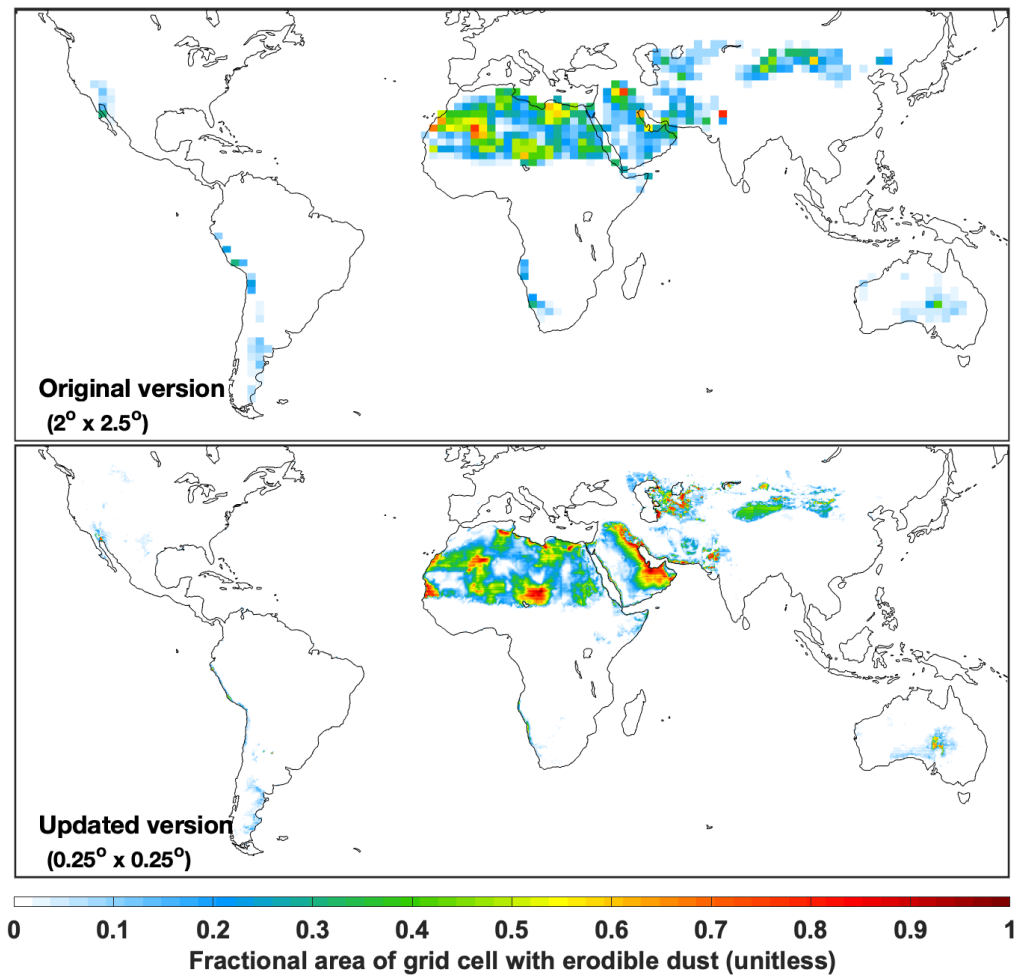 Original version
(2° x 2.5°)
Updated version
(0.25° x 0.25°)
0 0.1 0.2 0.3 0.4 0.5 0.6 0.7 0.8 0.9 1
Fractional area of grid cell with erodible dust (unitless)